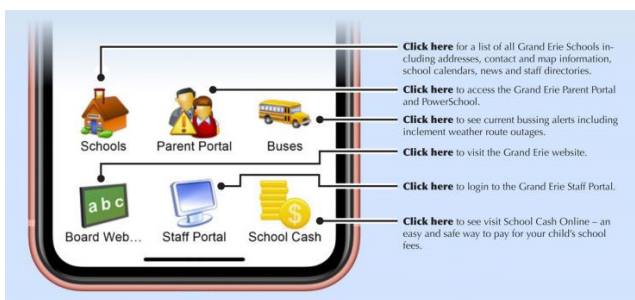 Click here for a list of all Grand Erie Schools in-
cluding addresses, contact and map information,
school calendars, news and staff directories.
Click here to access the Grand Erie Parent Portal
and PowerSchool.
Click here to see current bussing alerts including
inclement weather route outages.
Click here to visit the Grand Erie website.
Click here to login to the Grand Erie Staff Portal.
Click here to see visit School Cash Online – an
easy and safe way to pay for your child's school
fees.
Schools
Parent Portal
Buses
abc
Board Web...
Staff Portal
$
School Cash